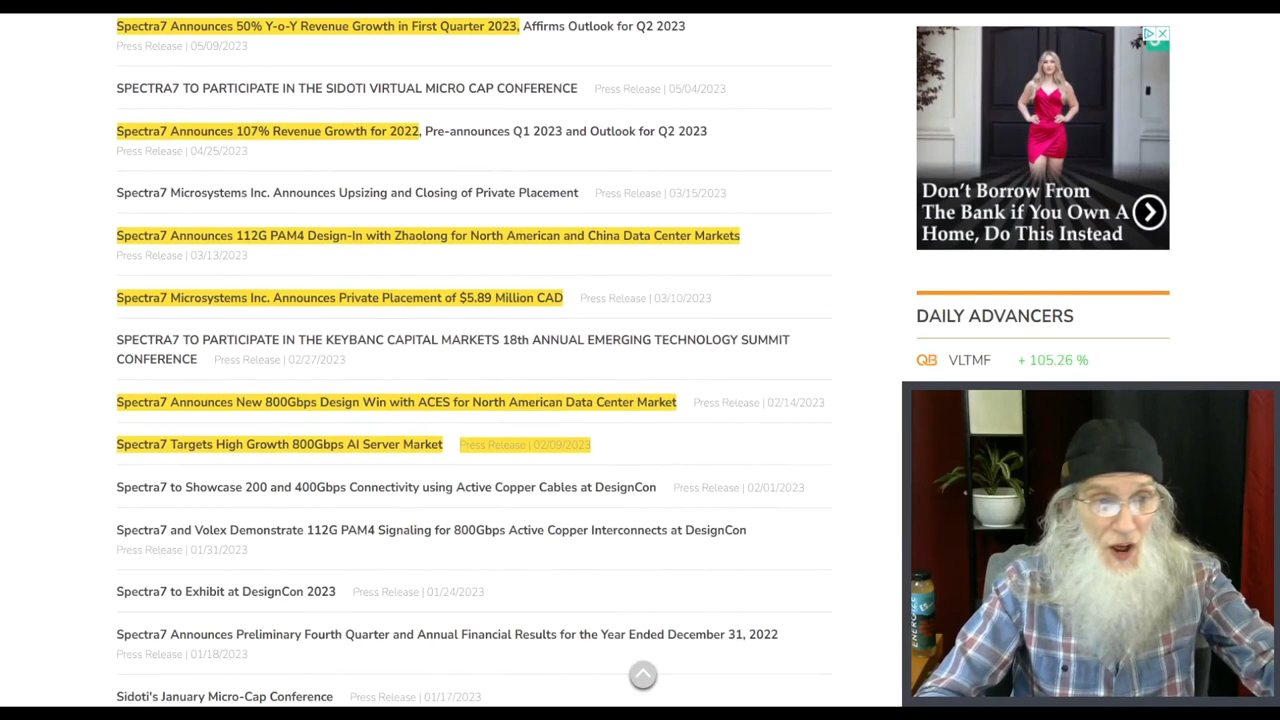 Spectra7 Announces 50% Y-o-Y Revenue Growth in First Quarter 2023, Affirms Outlook for Q2 2023
Press Release | 05/09/2023
SPECTRA7 TO PARTICIPATE IN THE SIDOTI VIRTUAL MICRO CAP CONFERENCE Press Release | 05/04/2023
Spectra7 Announces 107% Revenue Growth for 2022, Pre-announces Q1 2023 and Outlook for Q2 2023
Press Release | 04/25/2023
Spectra7 Microsystems Inc. Announces Upsizing and Closing of Private Placement Press Release | 03/15/2023
Spectra7 Announces 112G PAM4 Design-In with Zhaolong for North American and China Data Center Markets
Press Release | 03/13/2023
Spectra7 Microsystems Inc. Announces Private Placement of $5.89 Million CAD Press Release | 03/10/2023
SPECTRA7 TO PARTICIPATE IN THE KEYBANC CAPITAL MARKETS 18th ANNUAL EMERGING TECHNOLOGY SUMMIT
CONFERENCE Press Release | 02/27/2023
Spectra7 Announces New 800Gbps Design Win with ACES for North American Data Center Market Press Release | 02/14/2023
Spectra7 Targets High Growth 800Gbps AI Server Market Press Release | 02/09/2023
Spectra7 to Showcase 200 and 400Gbps Connectivity using Active Copper Cables at DesignCon Press Release | 02/01/2023
Spectra7 and Volex Demonstrate 112G PAM4 Signaling for 800Gbps Active Copper Interconnects at DesignCon
Press Release | 01/31/2023
Spectra7 to Exhibit at DesignCon 2023 Press Release | 01/24/2023
Spectra7 Announces Preliminary Fourth Quarter and Annual Financial Results for the Year Ended December 31, 2022
Press Release | 01/18/2023
Sidoti's January Micro-Cap Conference Press Release | 01/17/2023
Don't Borrow From
The Bank if You Own A
Home, Do This Instead
DAILY ADVANCERS
QB VLTMF + 105.26 %
ENERGIZE